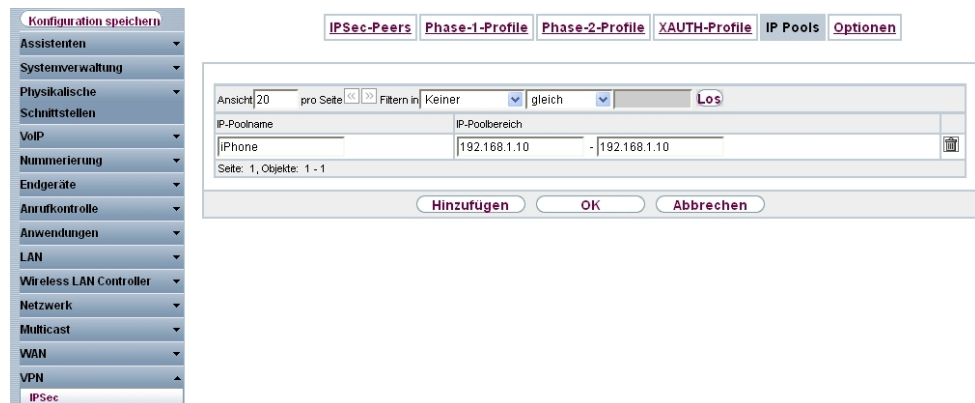 Konfiguration speichern
Assistenten
Systemverwaltung
Physikalische
Schnittstellen
VoIP
Nummerierung
Endgeräte
Anrufkontrolle
Anwendungen
LAN
Wireless LAN Controller
Netzwerk
Multicast
WAN
VPN
IPSec
IPSec-Peers Phase-1-Profile Phase-2-Profile XAUTH-Profile IP Pools Optionen
Ansicht 20 pro Seite << >> Filtern in Keiner gleich Los
IP-Poolname IP-Poolbereich
iPhone 192.168.1.10 - 192.168.1.10
Seite: 1, Objekte: 1 - 1
Hinzufügen OK Abbrechen